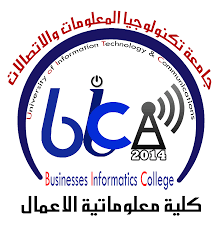 جامعة تكنولوجيا المعلومات والاتصالات
University of Information Technology & Communications
bic
2014
Businesses Informatics College
كلية معلوماتية الاعمال